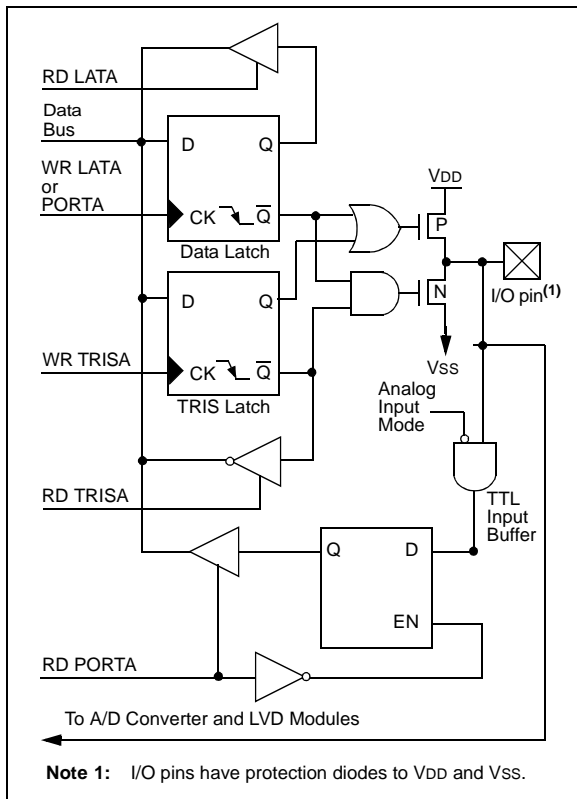 RD LATA
Data
Bus
D Q
WR LATA
or
PORTA
CK Q
VDD
P
Data Latch
D Q
N
I/O pin(1)
WR TRISA
CK Q
VSS
TRIS Latch
Analog
Input
Mode
TTL
Input
Buffer
RD TRISA
Q D
EN
RD PORTA
To A/D Converter and LVD Modules
Note 1: I/O pins have protection diodes to VDD and VSS.